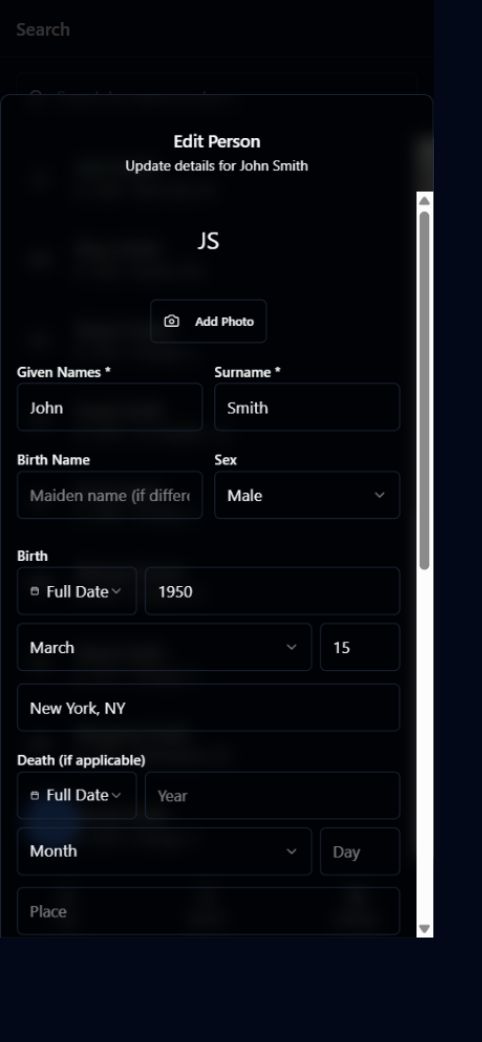 Search
Edit Person
Update details for John Smith
JS
Add Photo
Given Names * Surname *
John Smith
Birth Name Sex
Maiden name (if differe Male
Birth
Full Date 1950
March 15
New York, NY
Death (if applicable)
Full Date Year
Month Day
Place